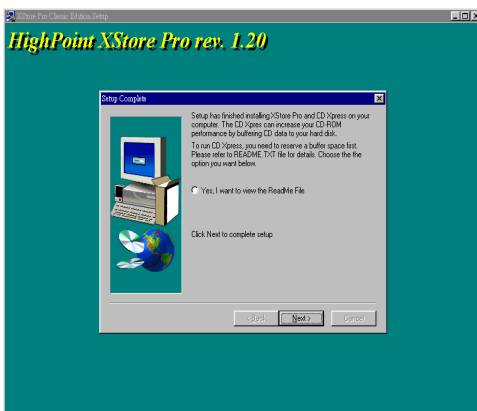 XStore Pro Classic Edition Setup
HighPoint XStore Pro rev. 1.20
Setup Complete
Setup has finished installing XStore Pro and CD Xpress on your
computer. The CD Xpres can increase your CD-ROM
performance by buffering CD data to your hard disk.
To run CD Xpress, you need to reserve a buffer space first.
Please refer to README.TXT file for details. Choose the the
option you want below.
Yes, I want to view the ReadMe File
Click Next to complete setup
< Back
Next >
Cancel